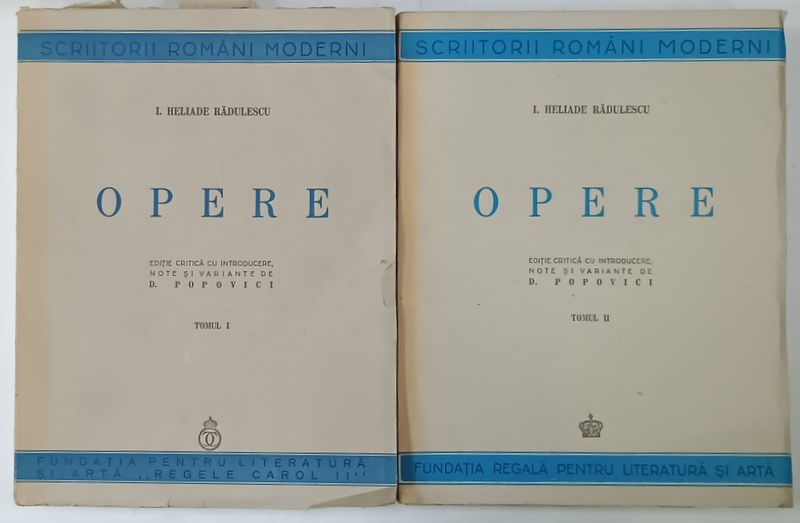 SCRIITORII ROMÂNI MODERNI
I. HELIADE RĂDULESCU
OPERE
EDIȚIE CRITICĂ CU INTRODUCERE,
NOTE ȘI VARIANTE DE
D. POPOVICI
TOMUL I
FUNDAȚIA PENTRU LITERATURĂ
ȘI ARTĂ „REGELE CAROL II"
SCRIITORII ROMÂNI MODERNI
I. HELIADE RĂDULESCU
OPERE
EDIȚIE CRITICĂ CU INTRODUCERE,
NOTE ȘI VARIANTE DE
D. POPOVICI
TOMUL II
FUNDAȚIA REGALĂ PENTRU LITERATURĂ ȘI ARTĂ